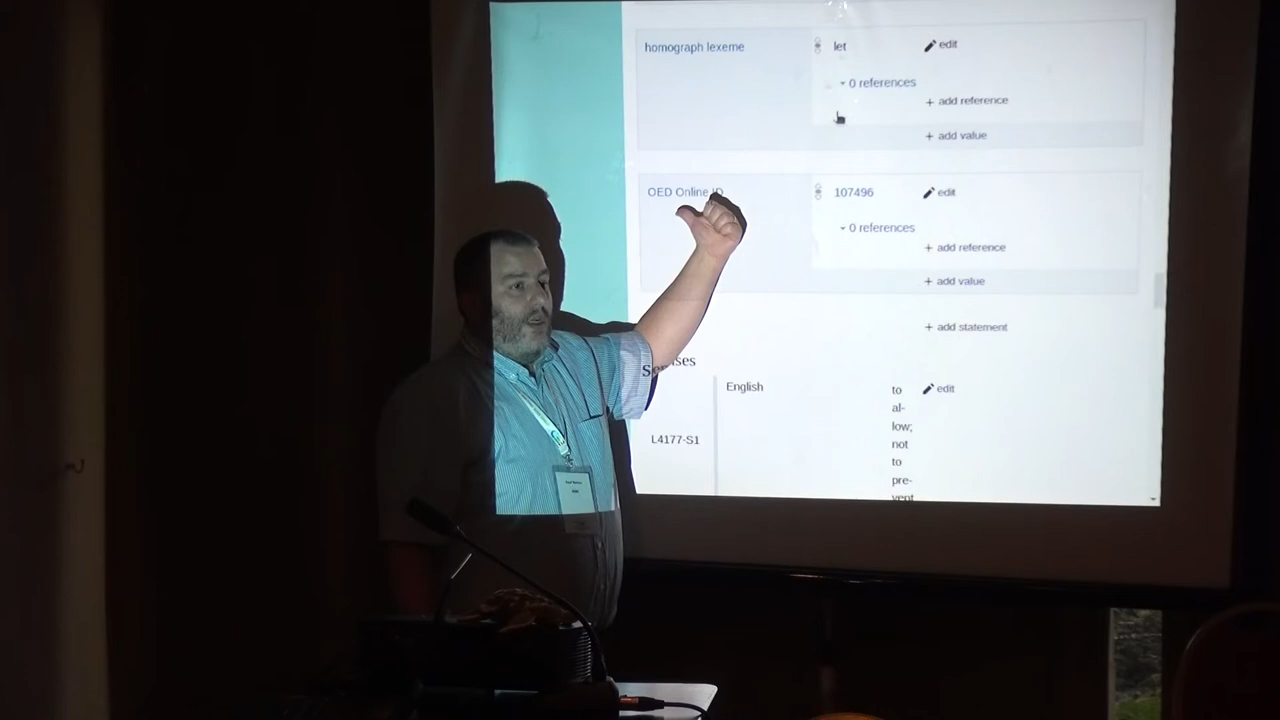 homograph lexeme
let
edit
0 references
+ add reference
+ add value
OED Online ID
107496
edit
0 references
+ add reference
+ add value
+ add statement
Senses
English
to
al-
low;
not
to
pre-
vent
edit
L4177-S1